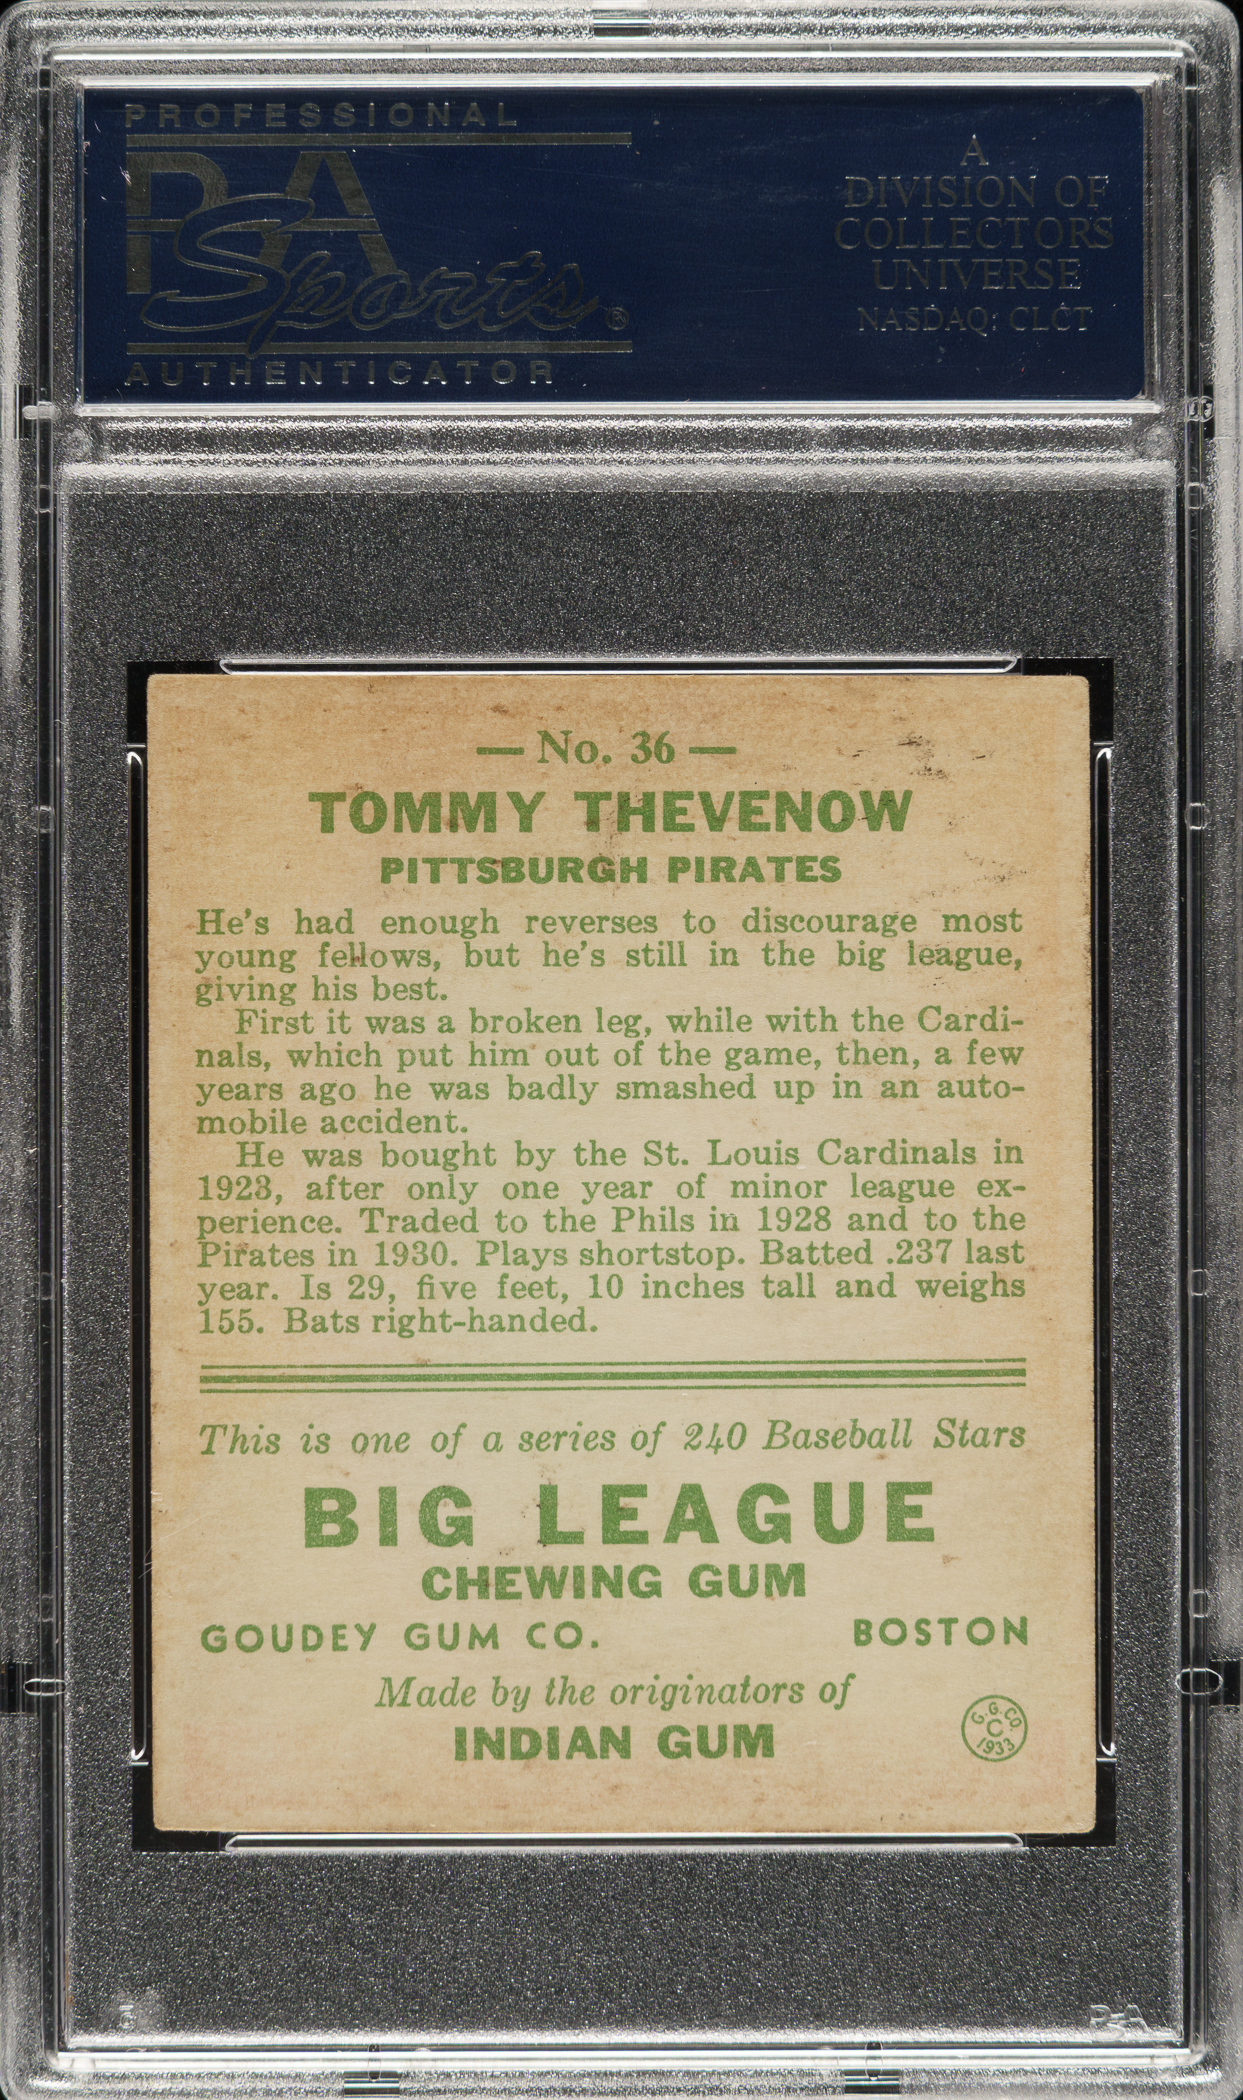 PROFESSIONAL
PSA
Sports®
AUTHENTICATOR
A
DIVISION OF
COLLECTORS
UNIVERSE
NASDAQ: CLCT
— No. 36 —
TOMMY THEVENOW
PITTSBURGH PIRATES
He's had enough reverses to discourage most
young fellows, but he's still in the big league,
giving his best.
First it was a broken leg, while with the Cardi-
nals, which put him out of the game, then, a few
years ago he was badly smashed up in an auto-
mobile accident.
He was bought by the St. Louis Cardinals in
1923, after only one year of minor league ex-
perience. Traded to the Phils in 1928 and to the
Pirates in 1930. Plays shortstop. Batted .237 last
year. Is 29, five feet, 10 inches tall and weighs
155. Bats right-handed.
This is one of a series of 240 Baseball Stars
BIG LEAGUE
CHEWING GUM
GOUDEY GUM CO. BOSTON
Made by the originators of
INDIAN GUM
G.G.CO.
C
1933
PSA